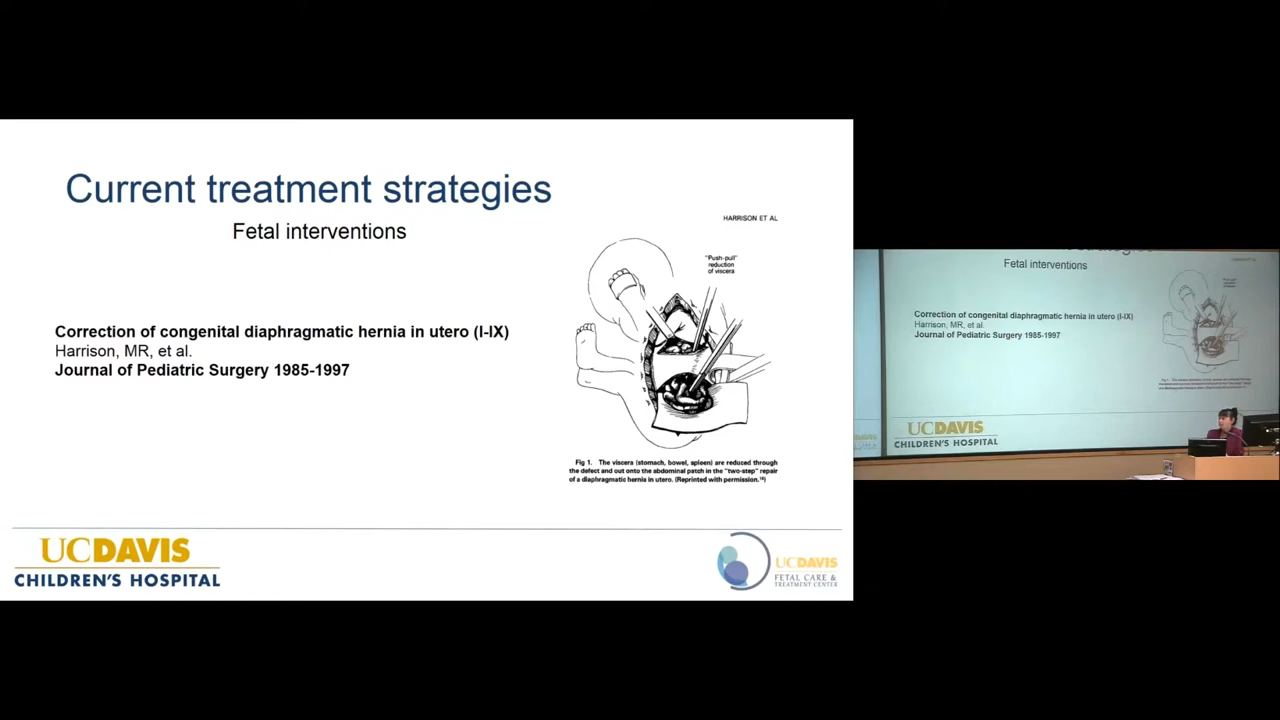 Current treatment strategies
Fetal interventions
HARRISON ET AL
"Push-pull"
reduction
of viscera
Correction of congenital diaphragmatic hernia in utero (I-IX)
Harrison, MR, et al.
Journal of Pediatric Surgery 1985-1997
Fig 1. The viscera (stomach, bowel, spleen) are reduced through
the defect and out onto the abdominal patch in the "two-step" repair
of a diaphragmatic hernia in utero. (Reprinted with permission.¹⁶)
UCDAVIS
CHILDREN'S HOSPITAL
UCDAVIS
FETAL CARE &
TREATMENT CENTER
Fetal interventions
Correction of congenital diaphragmatic hernia in utero (I-IX)
Harrison, MR, et al.
Journal of Pediatric Surgery 1985-1997
UCDAVIS
CHILDREN'S HOSPITAL